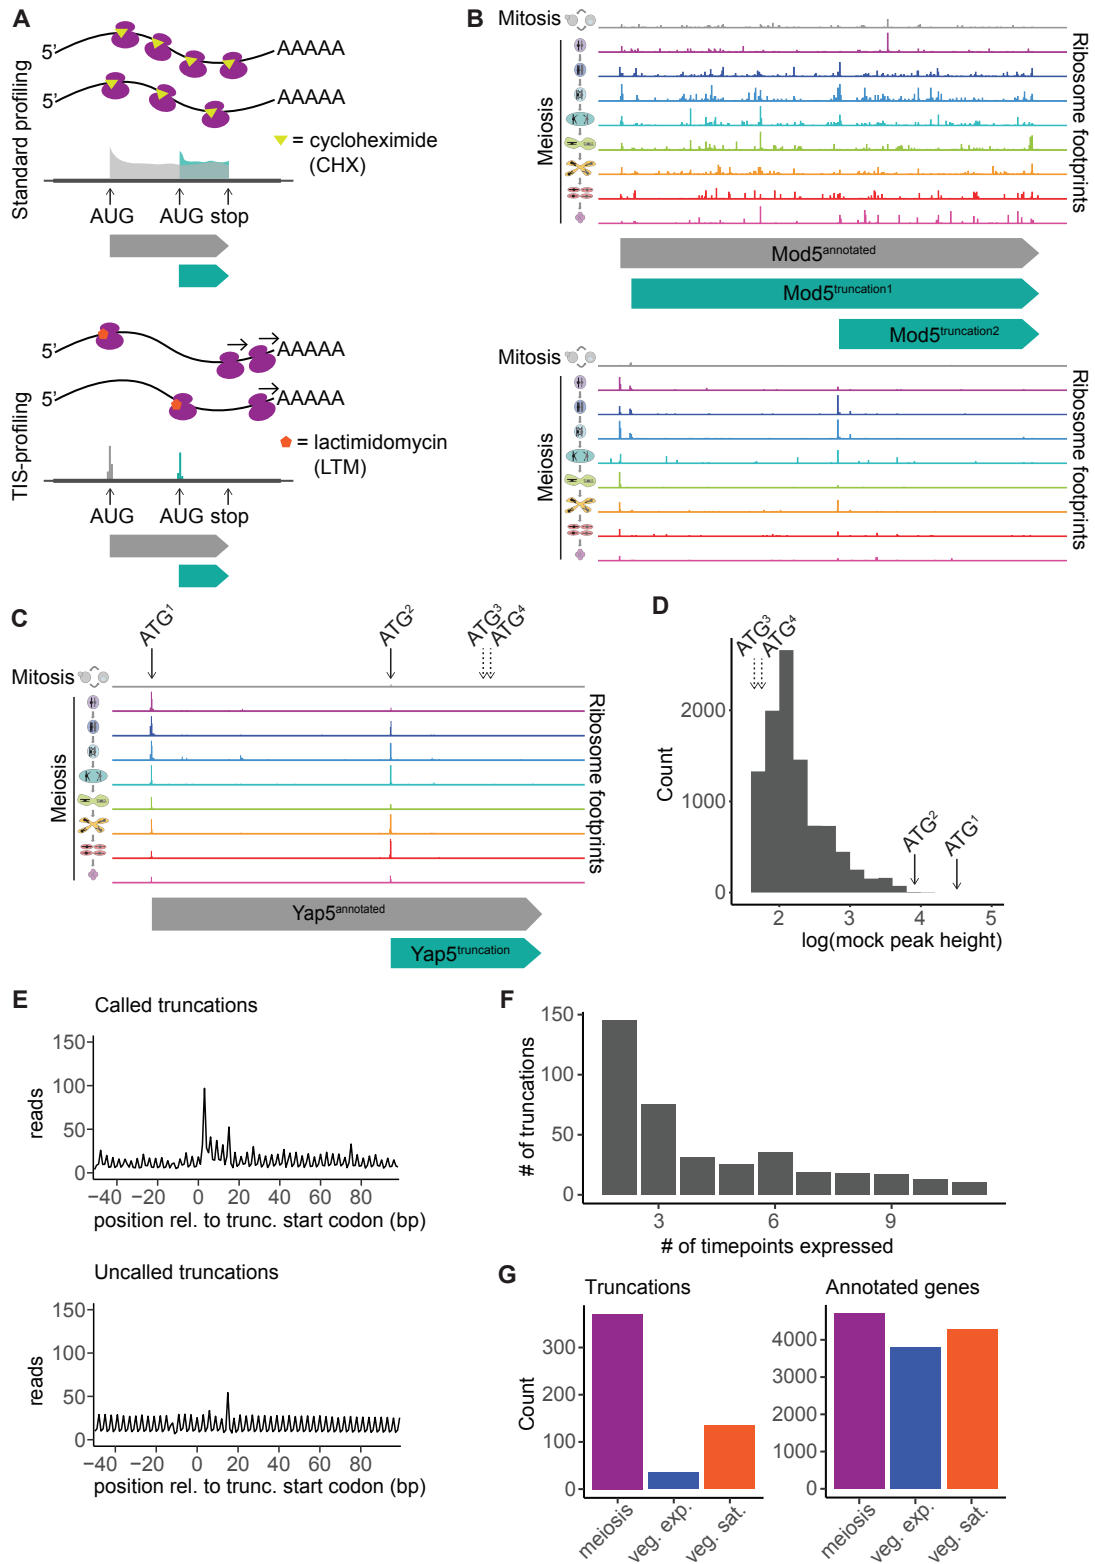 A
Standard profiling
5'
AAAAA
5'
AAAAA
= cycloheximide
(CHX)
AUG
AUG
stop
TIS-profiling
5'
AAAAA
5'
AAAAA
= lactimidomycin
(LTM)
AUG
AUG
stop
B
Mitosis
Meiosis
Ribosome footprints
Mod5annotated
Mod5truncation1
Mod5truncation2
Mitosis
Meiosis
Ribosome footprints
C
ATG1
ATG2
ATG3
ATG4
Mitosis
Meiosis
Ribosome footprints
Yap5annotated
Yap5truncation
D
ATG3
ATG4
ATG2
ATG1
Count
2000
1000
0
2 3 4 5
log(mock peak height)
E
Called truncations
reads
150
100
50
0
−40 −20 0 20 40 60 80
position rel. to trunc. start codon (bp)
Uncalled truncations
reads
150
100
50
0
−40 −20 0 20 40 60 80
position rel. to trunc. start codon (bp)
F
# of truncations
150
100
50
0
3 6 9
# of timepoints expressed
G
Truncations
Count
300
200
100
0
meiosis
veg. exp.
veg. sat.
Annotated genes
4000
3000
2000
1000
0
meiosis
veg. exp.
veg. sat.